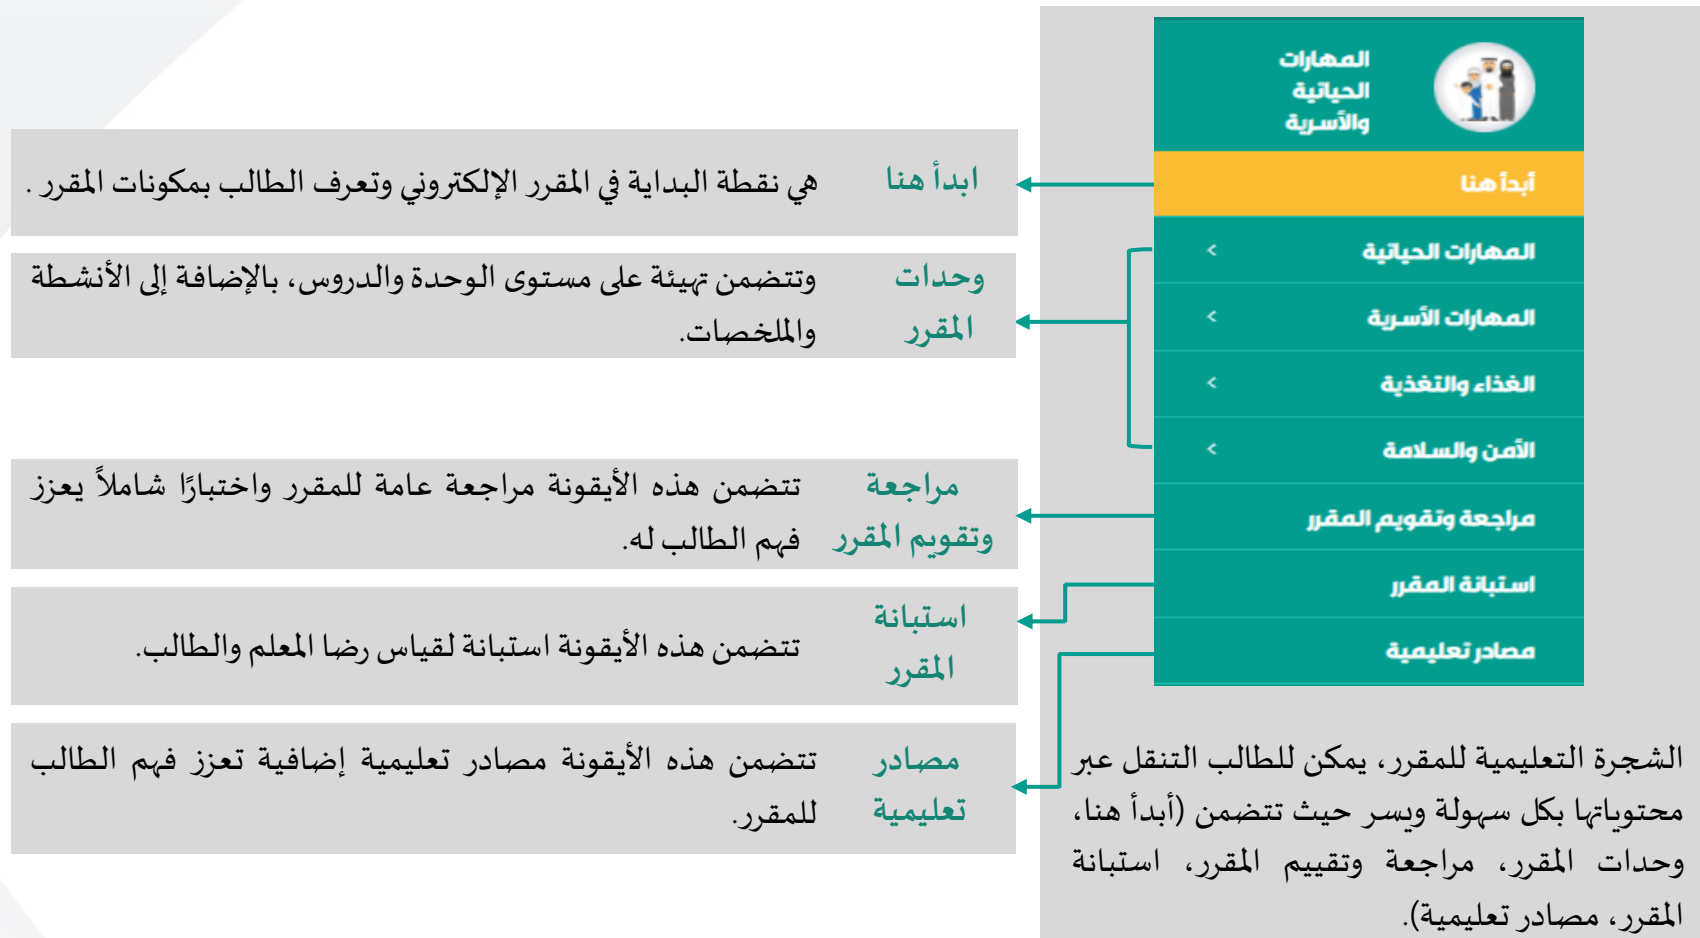 المهارات
الحياتية
والأسرية
أبدأ هنا
المهارات الحياتية
المهارات الأسرية
الغذاء والتغذية
الأمن والسلامة
مراجعة وتقويم المقرر
استبانة المقرر
مصادر تعليمية
الشجرة التعليمية للمقرر، يمكن للطالب التنقل عبر
محتوياتها بكل سهولة ويسر حيث تتضمن (أبدأ هنا،
وحدات المقرر، مراجعة وتقييم المقرر، استبانة
المقرر، مصادر تعليمية).
ابدأ هنا
هي نقطة البداية في المقرر الإلكتروني وتعرف الطالب بمكونات المقرر .
وحدات
المقرر
وتتضمن تهيئة على مستوى الوحدة والدروس، بالإضافة إلى الأنشطة
والملخصات.
مراجعة
وتقويم المقرر
تتضمن هذه الأيقونة مراجعة عامة للمقرر واختبارًا شاملاً يعزز
فهم الطالب له.
استبانة
المقرر
تتضمن هذه الأيقونة استبانة لقياس رضا المعلم والطالب.
مصادر
تعليمية
تتضمن هذه الأيقونة مصادر تعليمية إضافية تعزز فهم الطالب
للمقرر.